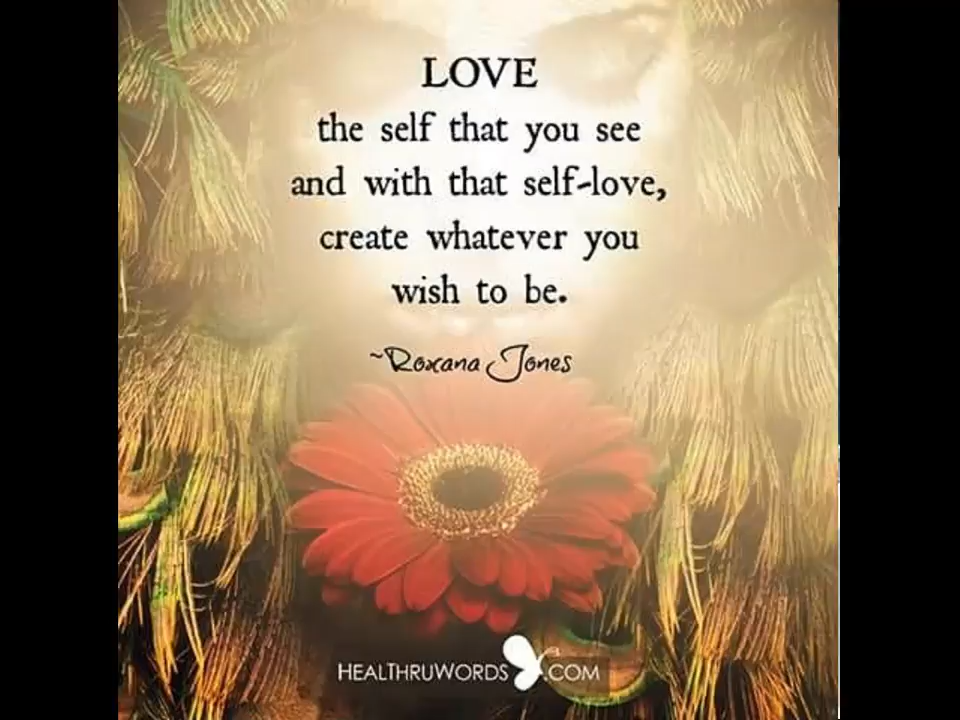 LOVE
the self that you see
and with that self-love,
create whatever you
wish to be.
~Roxana Jones
HEALTHRUWORDS.COM